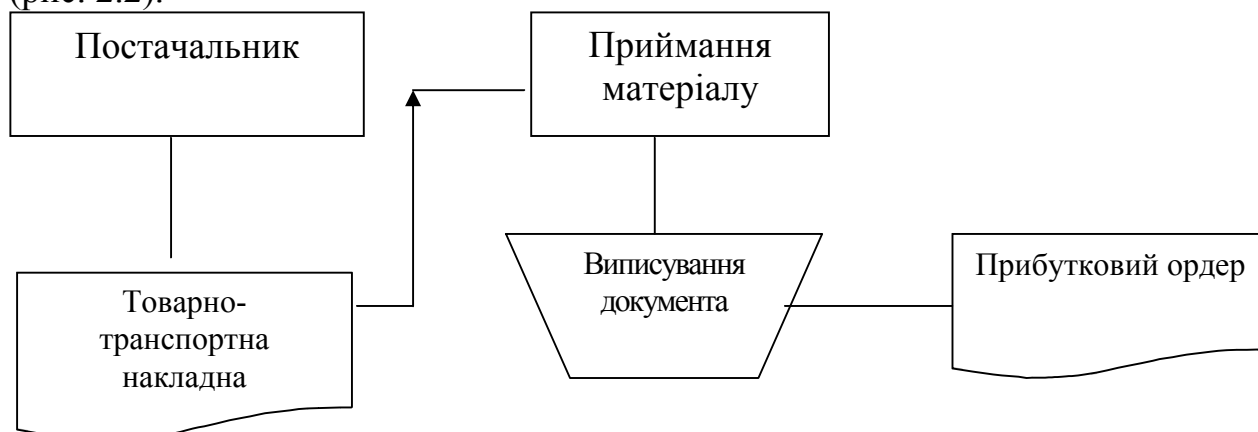 (рис. 2.2).
Постачальник
Приймання
матеріалу
Товарно-
транспортна
накладна
Виписування
документа
Прибутковий ордер